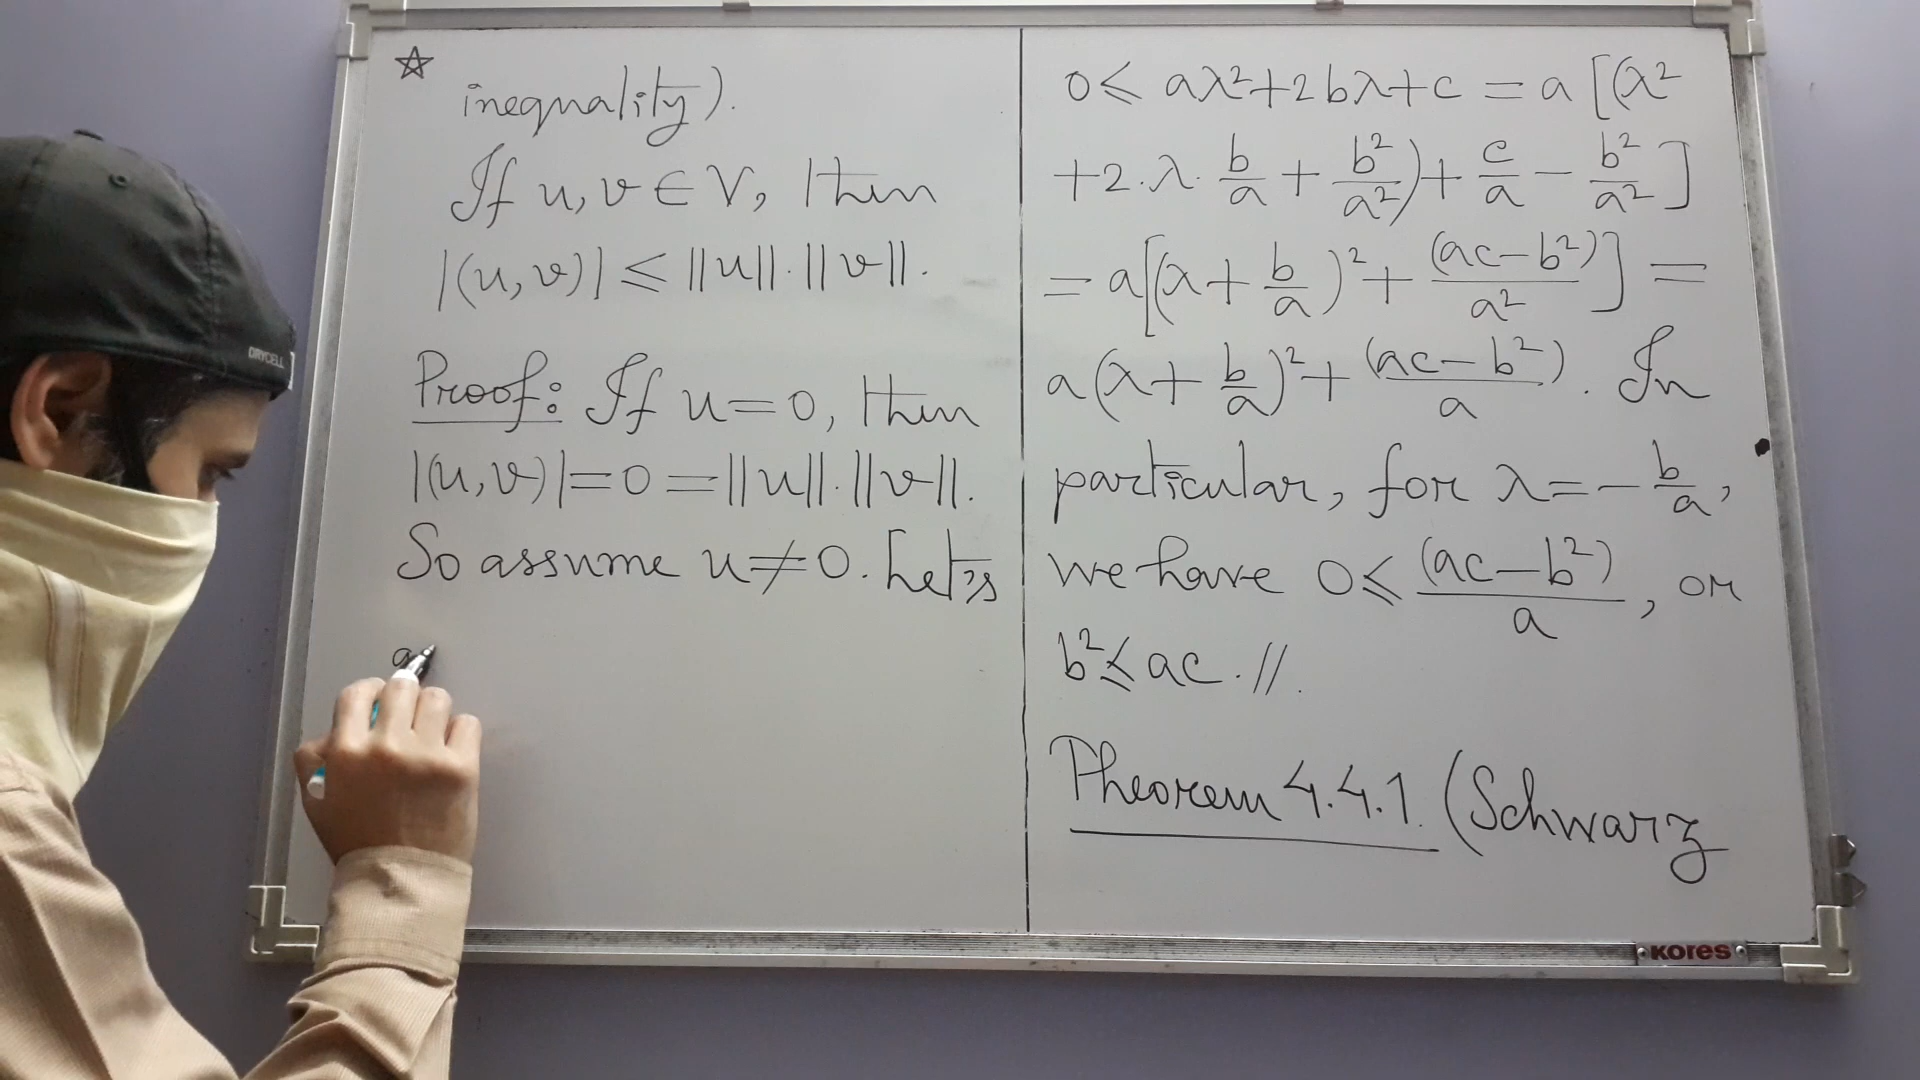 ☆
inequality).
If u, v ∈ V, then
|(u, v)| ≤ ||u||·||v||.
Proof: If u = 0, then
|(u, v)| = 0 = ||u||·||v||.
So assume u ≠ 0. Let's
a
0 ≤ aλ² + 2bλ + c = a [(λ²
+ 2·λ· b/a + b²/a²) + c/a − b²/a² ]
= a[(λ + b/a)² + (ac − b²)/a² ] =
a(λ + b/a)² + (ac − b²)/a . In
particular, for λ = − b/a,
we have 0 ≤ (ac − b²)/a , or
b² ≤ ac. //.
Theorem 4.4.1. (Schwarz
DRYCELL
KORES